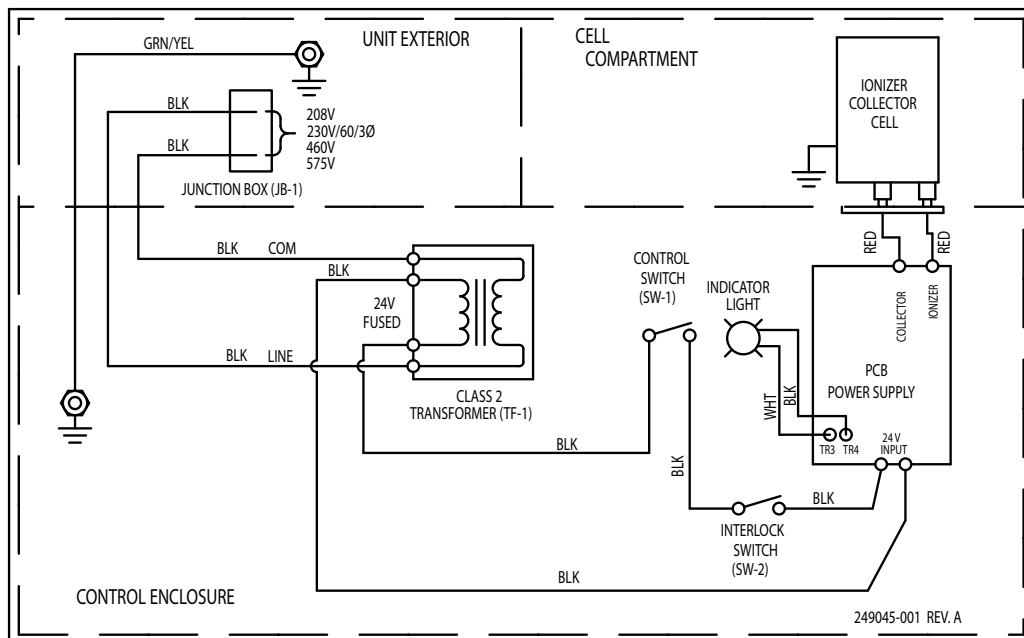 GRN/YEL
UNIT EXTERIOR
CELL
COMPARTMENT
IONIZER
COLLECTOR
CELL
BLK
208V
230V/60/3Ø
460V
575V
BLK
JUNCTION BOX (JB-1)
RED
RED
BLK
COM
BLK
CONTROL
SWITCH
(SW-1)
INDICATOR
LIGHT
COLLECTOR
IONIZER
24V
FUSED
BLK
LINE
CLASS 2
TRANSFORMER (TF-1)
PCB
POWER SUPPLY
WHT
BLK
TR3
TR4
24 V
INPUT
BLK
BLK
BLK
INTERLOCK
SWITCH
(SW-2)
BLK
CONTROL ENCLOSURE
249045-001 REV. A